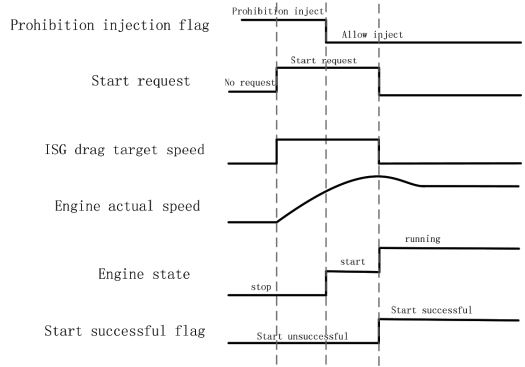 Prohibition inject
Prohibition injection flag
Allow inject
Start request
Start request
No request
ISG drag target speed
Engine actual speed
running
start
Engine state
stop
Start successful
Start successful flag
Start unsuccessful